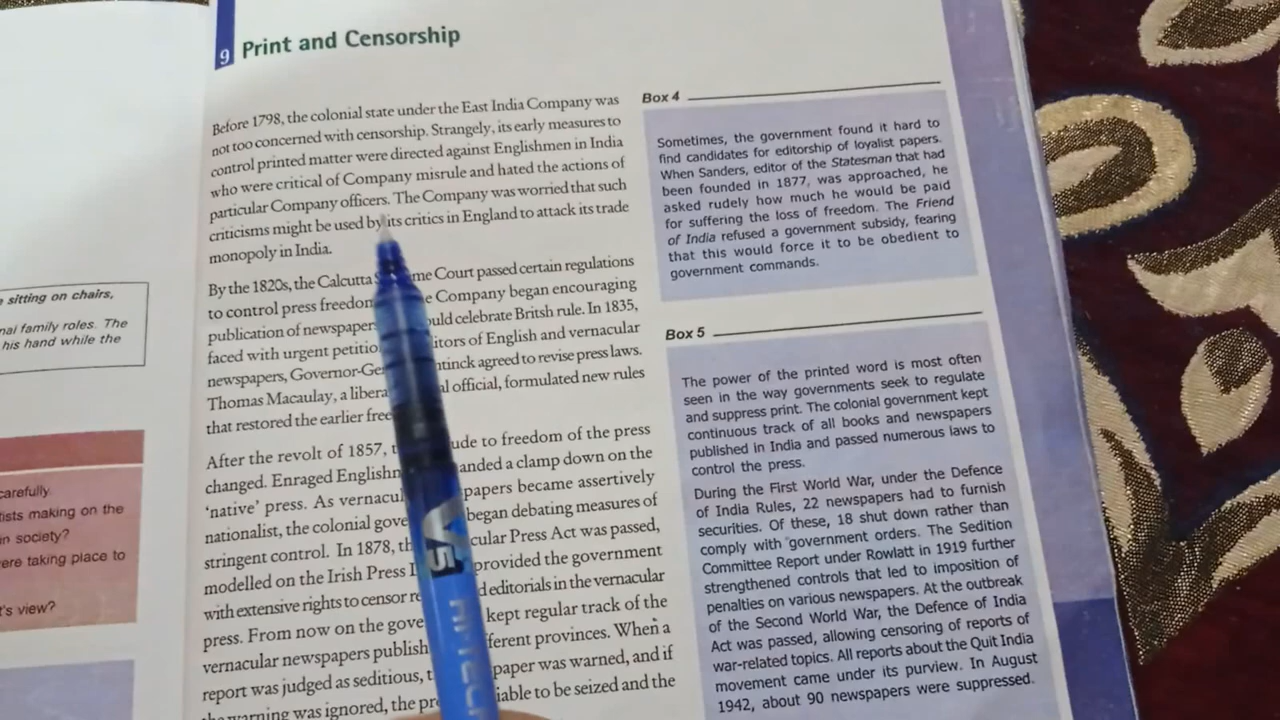 9 Print and Censorship
Before 1798, the colonial state under the East India Company was
not too concerned with censorship. Strangely, its early measures to
control printed matter were directed against Englishmen in India
who were critical of Company misrule and hated the actions of
particular Company officers. The Company was worried that such
criticisms might be used by its critics in England to attack its trade
monopoly in India.
By the 1820s, the Calcutta S me Court passed certain regulations
to control press freedom e Company began encouraging
publication of newspapers ould celebrate Britsh rule. In 1835,
faced with urgent petitio itors of English and vernacular
newspapers, Governor-Ge ntinck agreed to revise press laws.
Thomas Macaulay, a libera l official, formulated new rules
that restored the earlier free
After the revolt of 1857, t ude to freedom of the press
changed. Enraged Englishm anded a clamp down on the
'native' press. As vernacu papers became assertively
nationalist, the colonial gove began debating measures of
stringent control. In 1878, th cular Press Act was passed,
modelled on the Irish Press L provided the government
with extensive rights to censor re d editorials in the vernacular
press. From now on the gove kept regular track of the
vernacular newspapers publish fferent provinces. When a
report was judged as seditious, t paper was warned, and if
the warning was ignored, the pre iable to be seized and the
Box 4
Sometimes, the government found it hard to
find candidates for editorship of loyalist papers.
When Sanders, editor of the Statesman that had
been founded in 1877, was approached, he
asked rudely how much he would be paid
for suffering the loss of freedom. The Friend
of India refused a government subsidy, fearing
that this would force it to be obedient to
government commands.
Box 5
The power of the printed word is most often
seen in the way governments seek to regulate
and suppress print. The colonial government kept
continuous track of all books and newspapers
published in India and passed numerous laws to
control the press.
During the First World War, under the Defence
of India Rules, 22 newspapers had to furnish
securities. Of these, 18 shut down rather than
comply with government orders. The Sedition
Committee Report under Rowlatt in 1919 further
strengthened controls that led to imposition of
penalties on various newspapers. At the outbreak
of the Second World War, the Defence of India
Act was passed, allowing censoring of reports of
war-related topics. All reports about the Quit India
movement came under its purview. In August
1942, about 90 newspapers were suppressed.
sitting on chairs,
nal family roles. The
his hand while the
carefully.
tists making on the
in society?
ere taking place to
t's view?
V5
HI-TEC